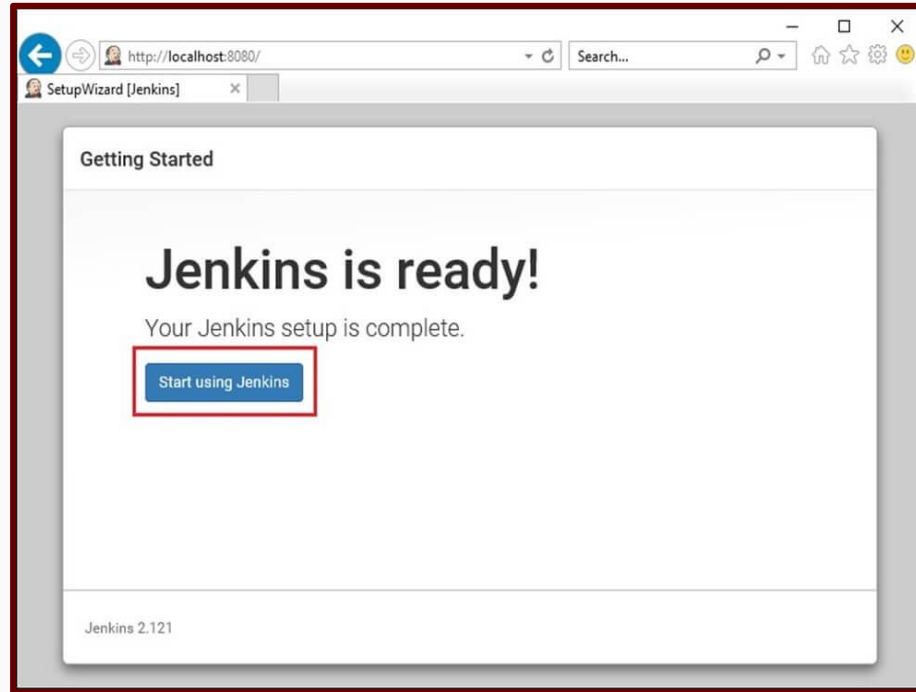 http://localhost:8080/
Search...
SetupWizard [Jenkins]
Getting Started
Jenkins is ready!
Your Jenkins setup is complete.
Start using Jenkins
Jenkins 2.121